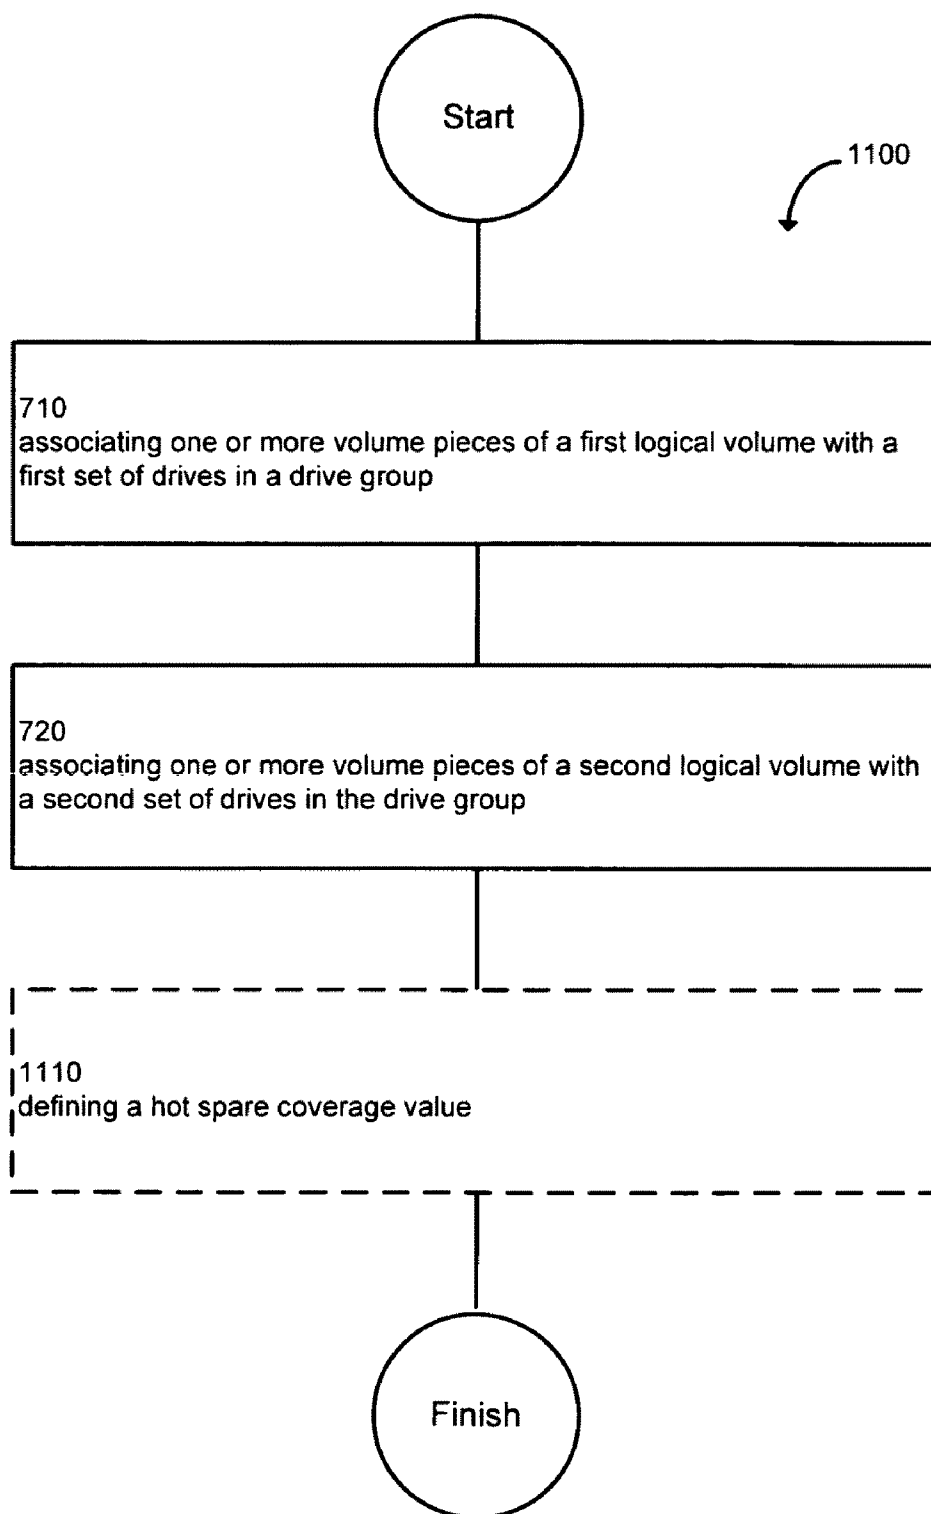 Start
1100
710
associating one or more volume pieces of a first logical volume with a
first set of drives in a drive group
720
associating one or more volume pieces of a second logical volume with
a second set of drives in the drive group
1110
defining a hot spare coverage value
Finish